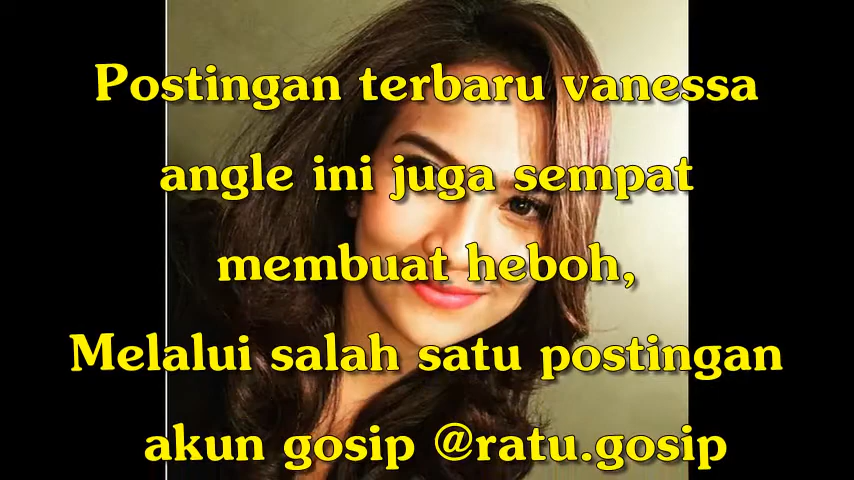 Postingan terbaru vanessa
angle ini juga sempat
membuat heboh,
Melalui salah satu postingan
akun gosip @ratu.gosip